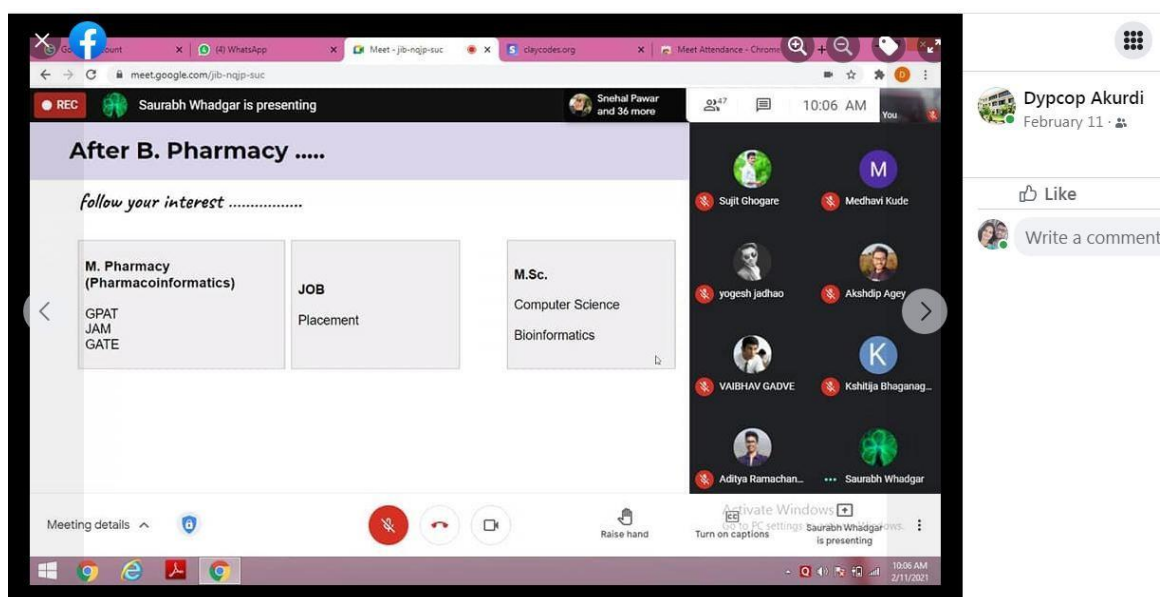 (4) WhatsApp
Meet - jib-nqjp-suc
claycodes.org
Meet Attendance - Chrome
meet.google.com/jib-nqjp-suc
REC
Saurabh Whadgar is presenting
Snehal Pawar
and 36 more
47
10:06 AM
You
After B. Pharmacy .....
follow your interest .................
M. Pharmacy
(Pharmacoinformatics)
GPAT
JAM
GATE
JOB
Placement
M.Sc.
Computer Science
Bioinformatics
Sujit Ghogare
M
Medhavi Kude
yogesh jadhao
Akshdip Agey
VAIBHAV GADVE
K
Kshitija Bhaganag...
Aditya Ramachan...
Saurabh Whadgar
Meeting details
Raise hand
Turn on captions
Saurabh Whadgar
is presenting
Activate Windows
Go to PC settings
10:06 AM
2/11/2021
Dypcop Akurdi
February 11
Like
Write a comment